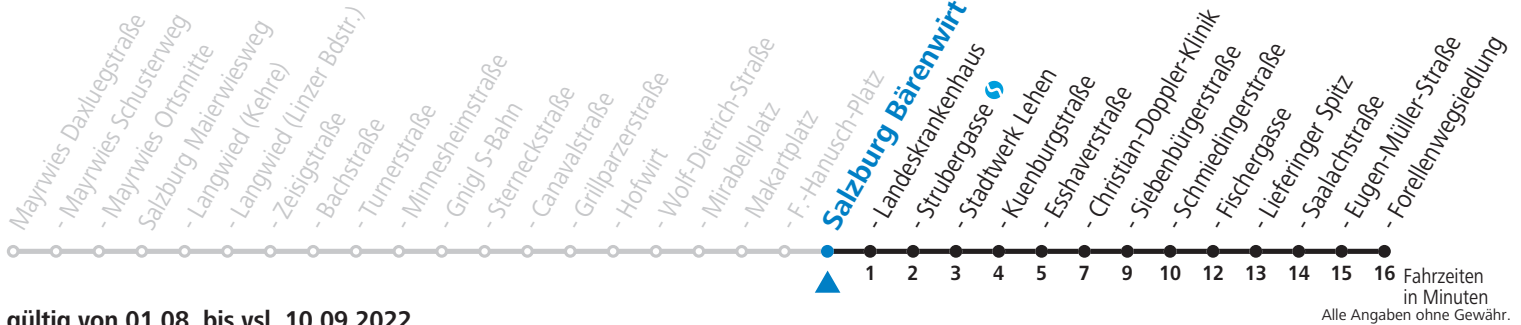 Mayrwies Daxluegstraße
- Mayrwies Schusterweg
- Mayrwies Ortsmitte
Salzburg Maierwiesweg
- Langwied (Kehre)
- Langwied (Linzer Bdstr.)
- Zeisigstraße
- Bachstraße
- Turnerstraße
- Minnesheimstraße
- Gnigl S-Bahn
- Sterneckstraße
- Canavalstraße
- Grillparzerstraße
- Hofwirt
- Wolf-Dietrich-Straße
- Mirabellplatz
- Makartplatz
- F.-Hanusch-Platz
Salzburg Bärenwirt
- Landeskrankenhaus
- Strubergasse
- Stadtwerk Lehen
- Kuenburgstraße
- Esshaverstraße
- Christian-Doppler-Klinik
- Siebenbürgerstraße
- Schmiedingerstraße
- Fischergasse
- Lieferinger Spitz
- Saalachstraße
- Eugen-Müller-Straße
- Forellenwegsiedlung
1 2 3 4 5 7 9 10 12 13 14 15 16
Fahrzeiten
in Minuten
Alle Angaben ohne Gewähr.
gültig von 01.08. bis vsl. 10.09.2022